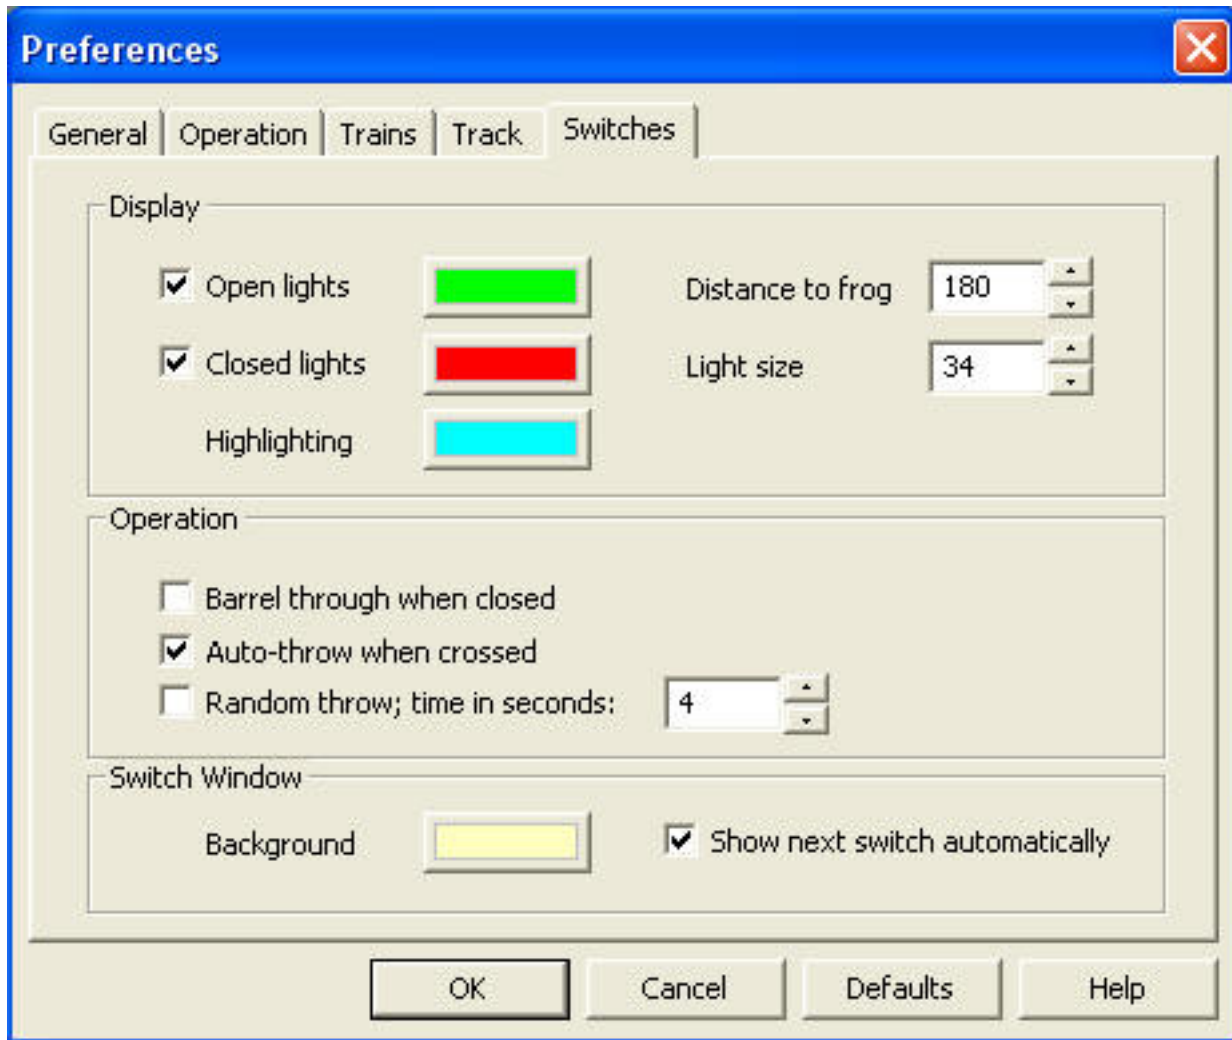 Preferences
General Operation Trains Track Switches
Display
Open lights Distance to frog 180
Closed lights Light size 34
Highlighting
Operation
Barrel through when closed
Auto-throw when crossed
Random throw; time in seconds: 4
Switch Window
Background Show next switch automatically
OK Cancel Defaults Help